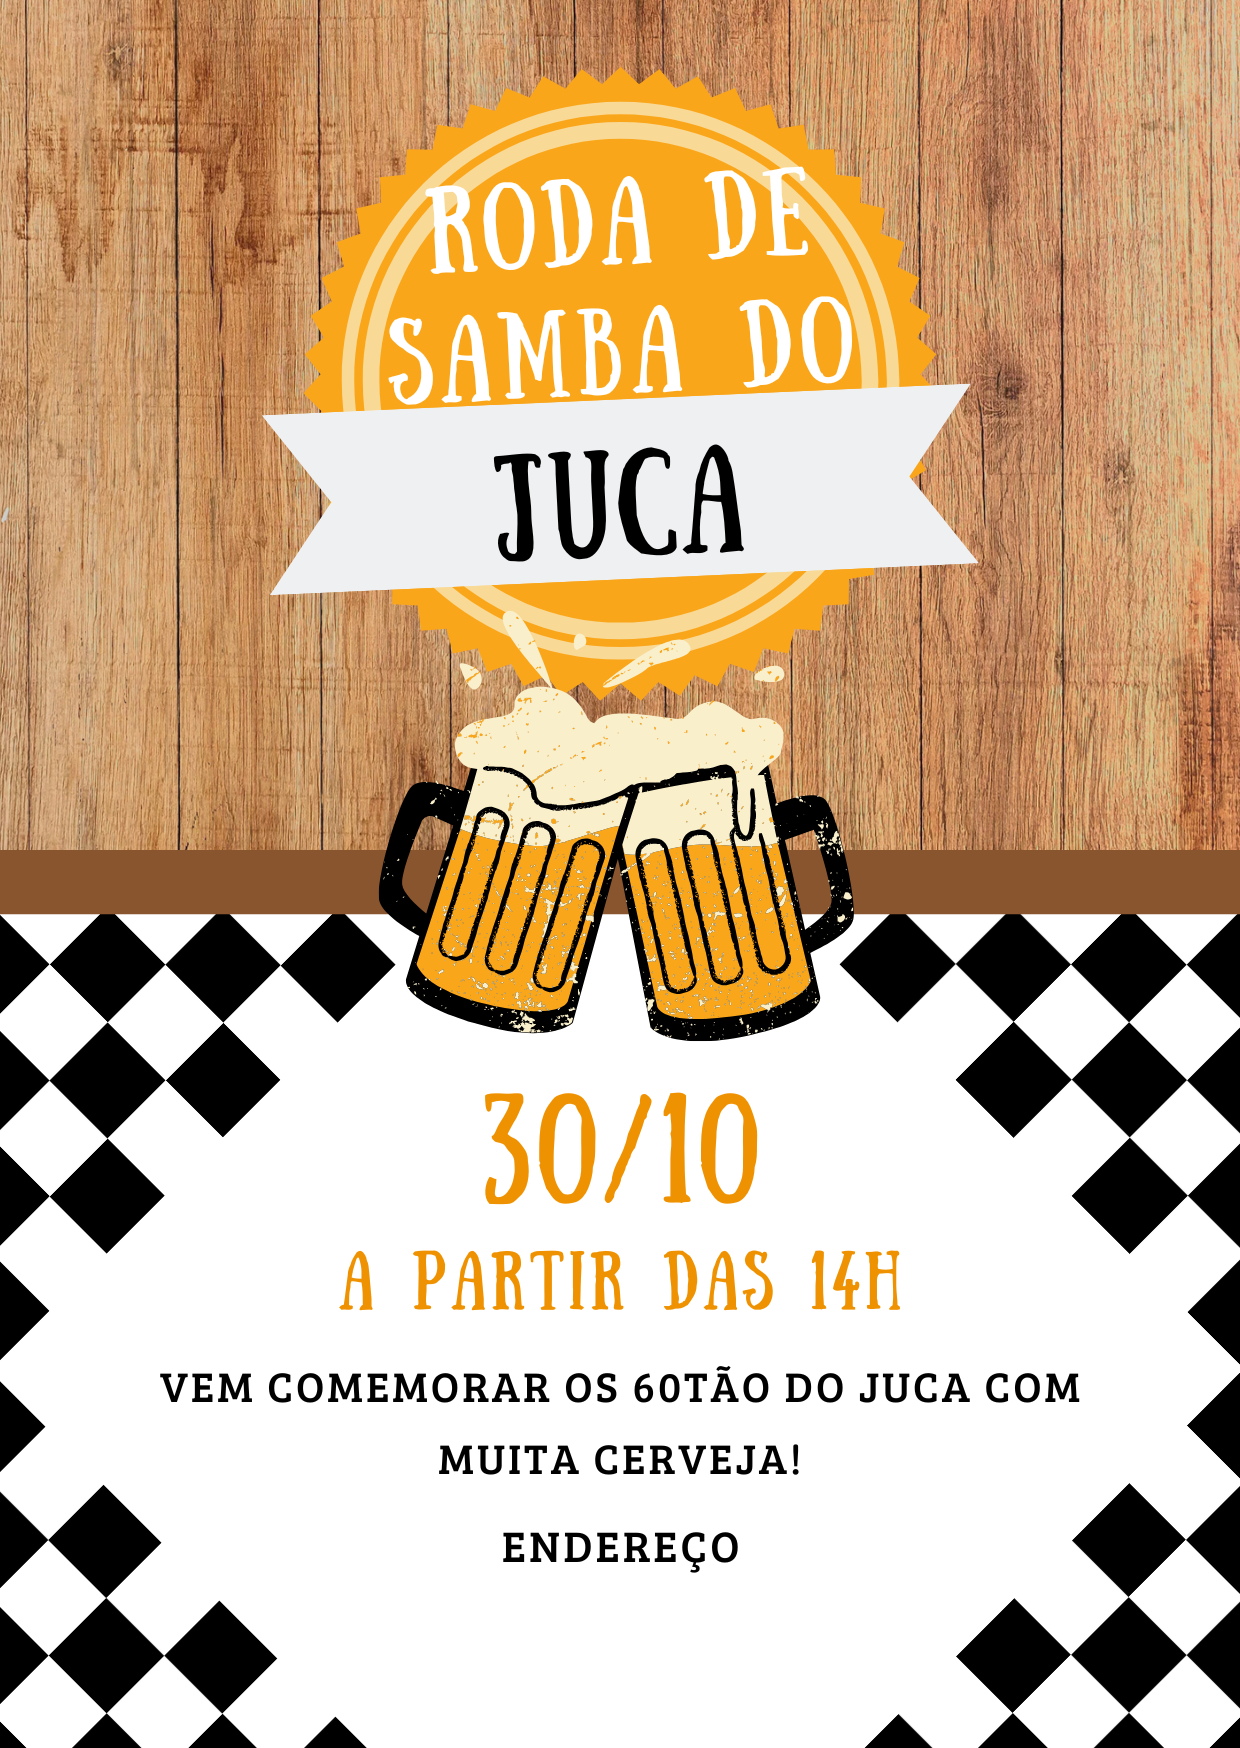 RODA DE
SAMBA DO
JUCA
30/10
A PARTIR DAS 14H
VEM COMEMORAR OS 60TÃO DO JUCA COM
MUITA CERVEJA!
ENDEREÇO